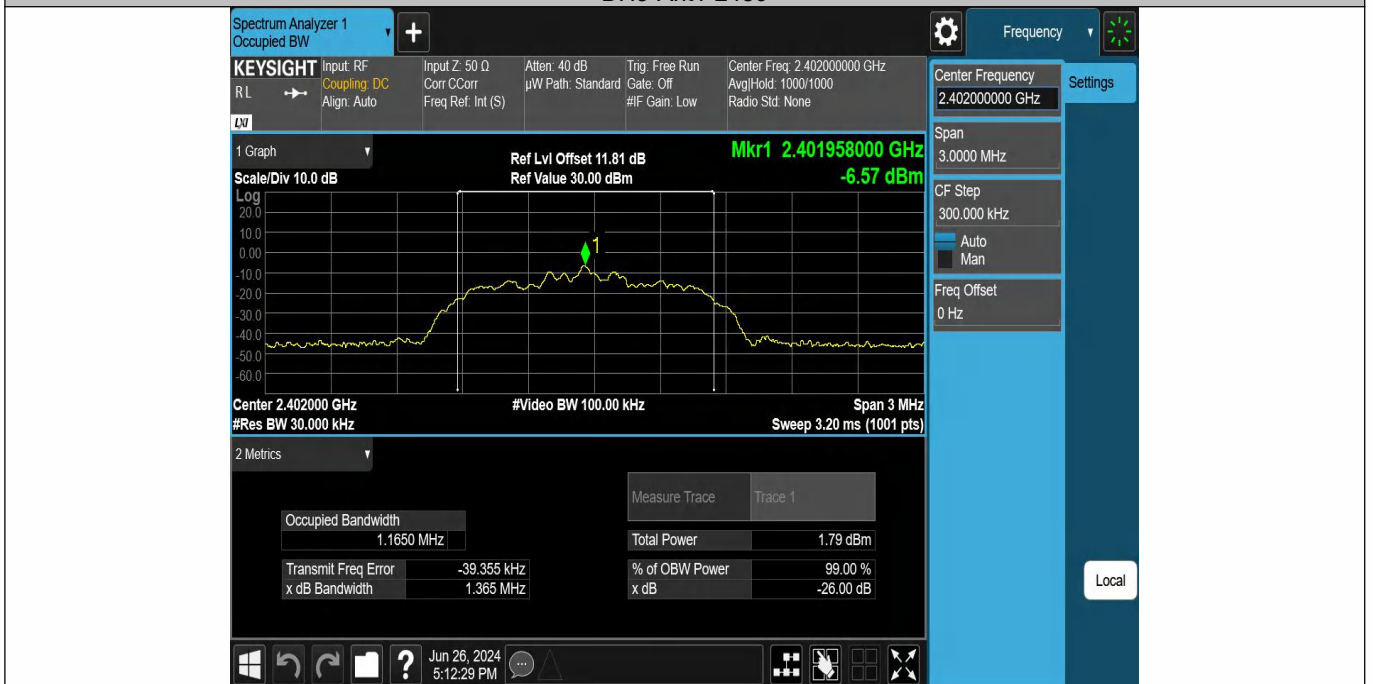 Spectrum Analyzer 1
Occupied BW
Frequency
KEYSIGHT
R L
LXI
Input: RF
Coupling: DC
Align: Auto
Input Z: 50 Ω
Corr CCorr
Freq Ref: Int (S)
Atten: 40 dB
µW Path: Standard
Trig: Free Run
Gate: Off
#IF Gain: Low
Center Freq: 2.402000000 GHz
Avg|Hold: 1000/1000
Radio Std: None
Center Frequency
2.402000000 GHz
Settings
Span
3.0000 MHz
CF Step
300.000 kHz
Auto
Man
Freq Offset
0 Hz
Local
1 Graph
Scale/Div 10.0 dB
Ref Lvl Offset 11.81 dB
Ref Value 30.00 dBm
Mkr1 2.401958000 GHz
-6.57 dBm
Log
20.0
10.0
0.00
-10.0
-20.0
-30.0
-40.0
-50.0
-60.0
1
Center 2.402000 GHz
#Video BW 100.00 kHz
Span 3 MHz
#Res BW 30.000 kHz
Sweep 3.20 ms (1001 pts)
2 Metrics
Measure Trace Trace 1
Occupied Bandwidth
1.1650 MHz
Total Power 1.79 dBm
Transmit Freq Error -39.355 kHz
% of OBW Power 99.00 %
x dB Bandwidth 1.365 MHz
x dB -26.00 dB
Jun 26, 2024
5:12:29 PM